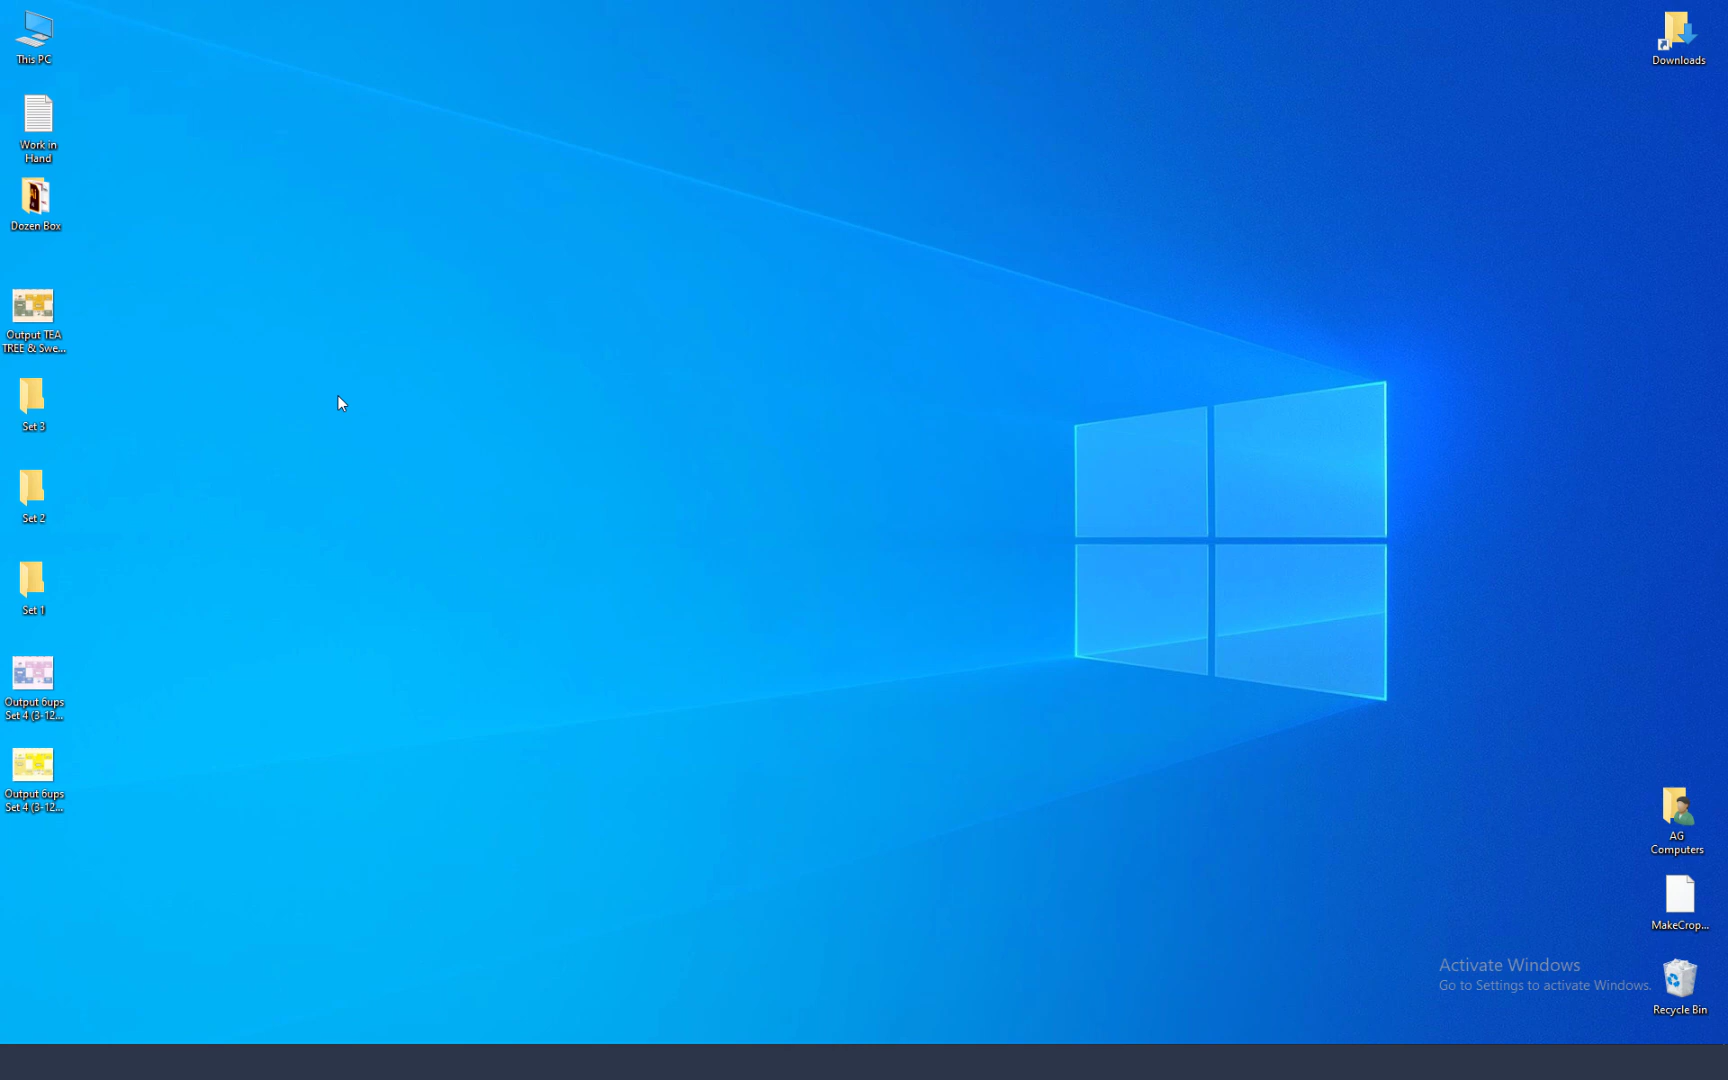 This PC
Work in
Hand
Dozen Box
Output TEA
TREE & Swe...
Set 3
Set 2
Set 1
Output 6ups
Set 4 (3-12...
Output 6ups
Set 4 (3-12...
Downloads
AG
Computers
MakeCrop...
Activate Windows
Go to Settings to activate Windows.
Recycle Bin